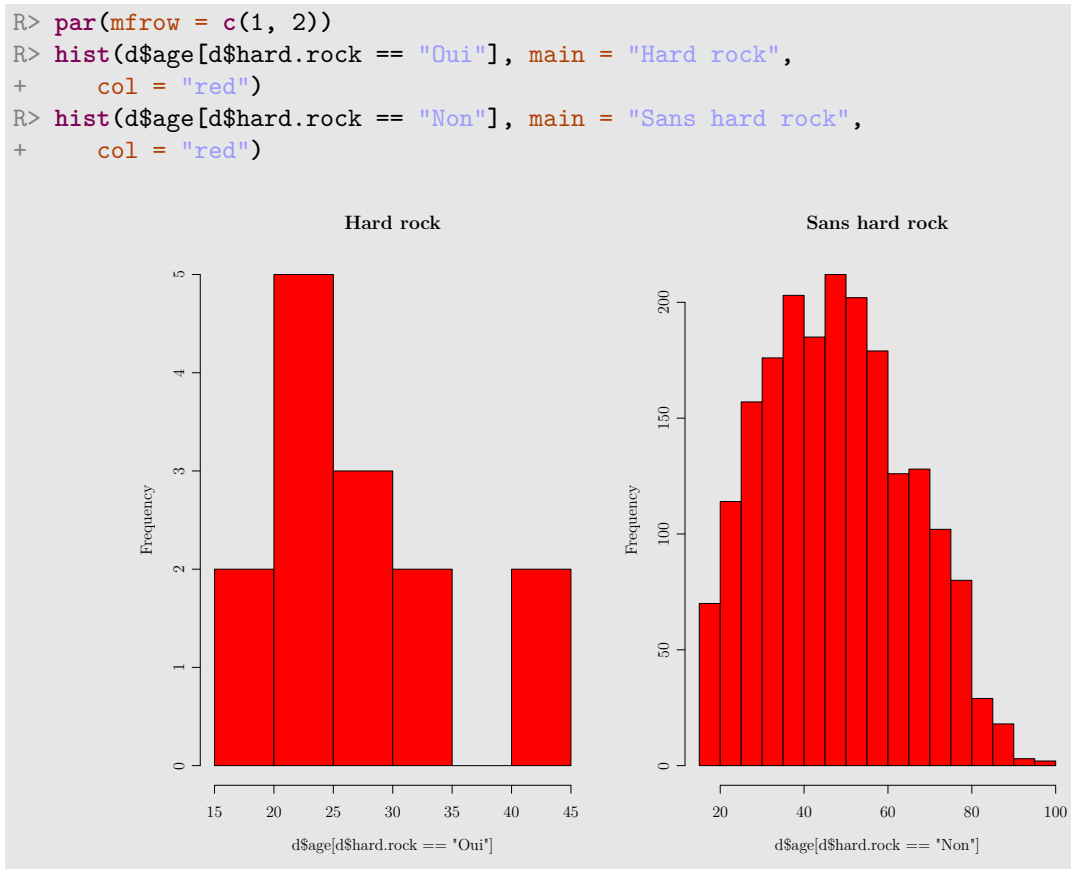 R> par(mfrow = c(1, 2))
R> hist(d$age[d$hard.rock == "Oui"], main = "Hard rock",
+     col = "red")
R> hist(d$age[d$hard.rock == "Non"], main = "Sans hard rock",
+     col = "red")
Hard rock
Frequency
5
4
3
2
1
0
15 20 25 30 35 40 45
d$age[d$hard.rock == "Oui"]
Sans hard rock
Frequency
200
150
100
50
0
20 40 60 80 100
d$age[d$hard.rock == "Non"]